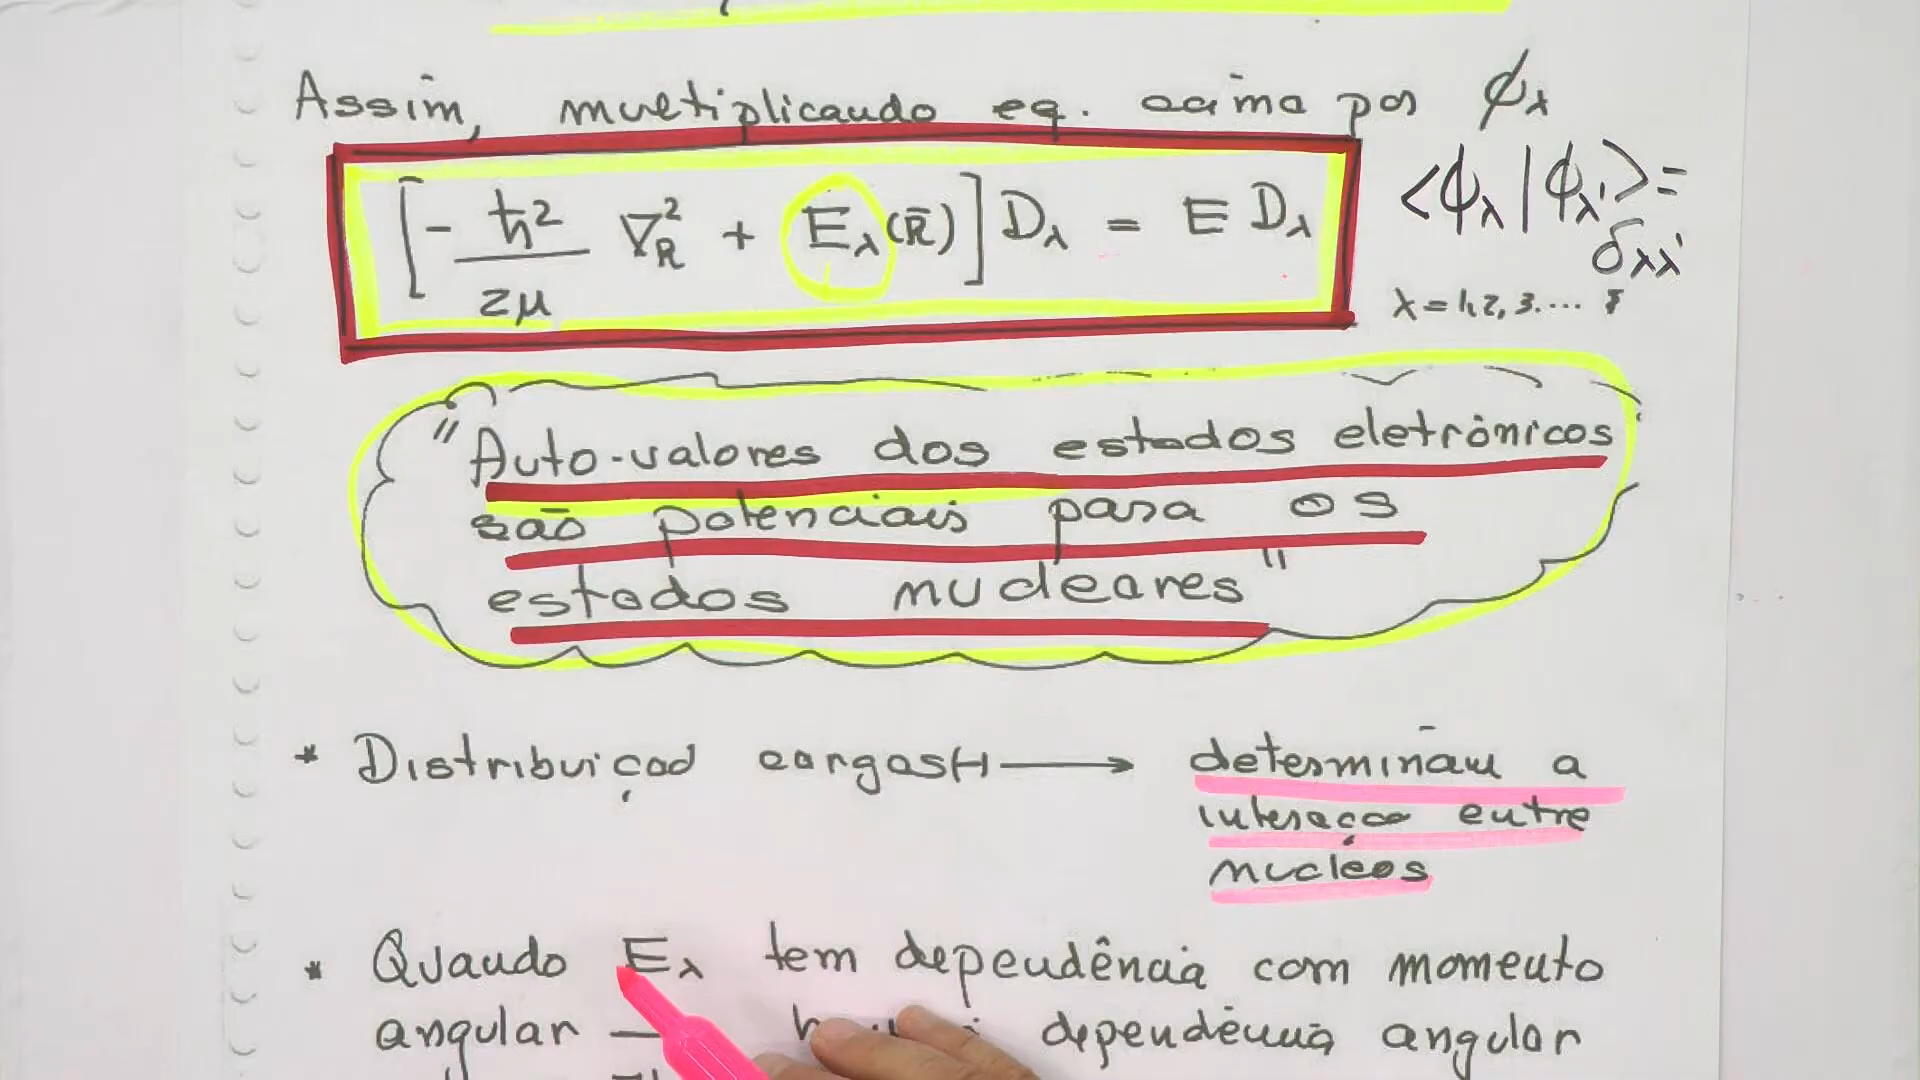 Assim, multiplicando eq. acima por ϕλ
[-ħ²/2μ ∇²R + Eλ(R̄)] Dλ = E Dλ
<ϕλ|ϕλ'> =
δλλ'
λ = 1, 2, 3....
"Auto-valores dos estados eletrônicos
são potenciais para os
estados nucleares"
* Distribuição cargas ⟶ determinam a
interação entre
nucléos
* Quando Eλ tem dependência com momento
angular — dependência angular